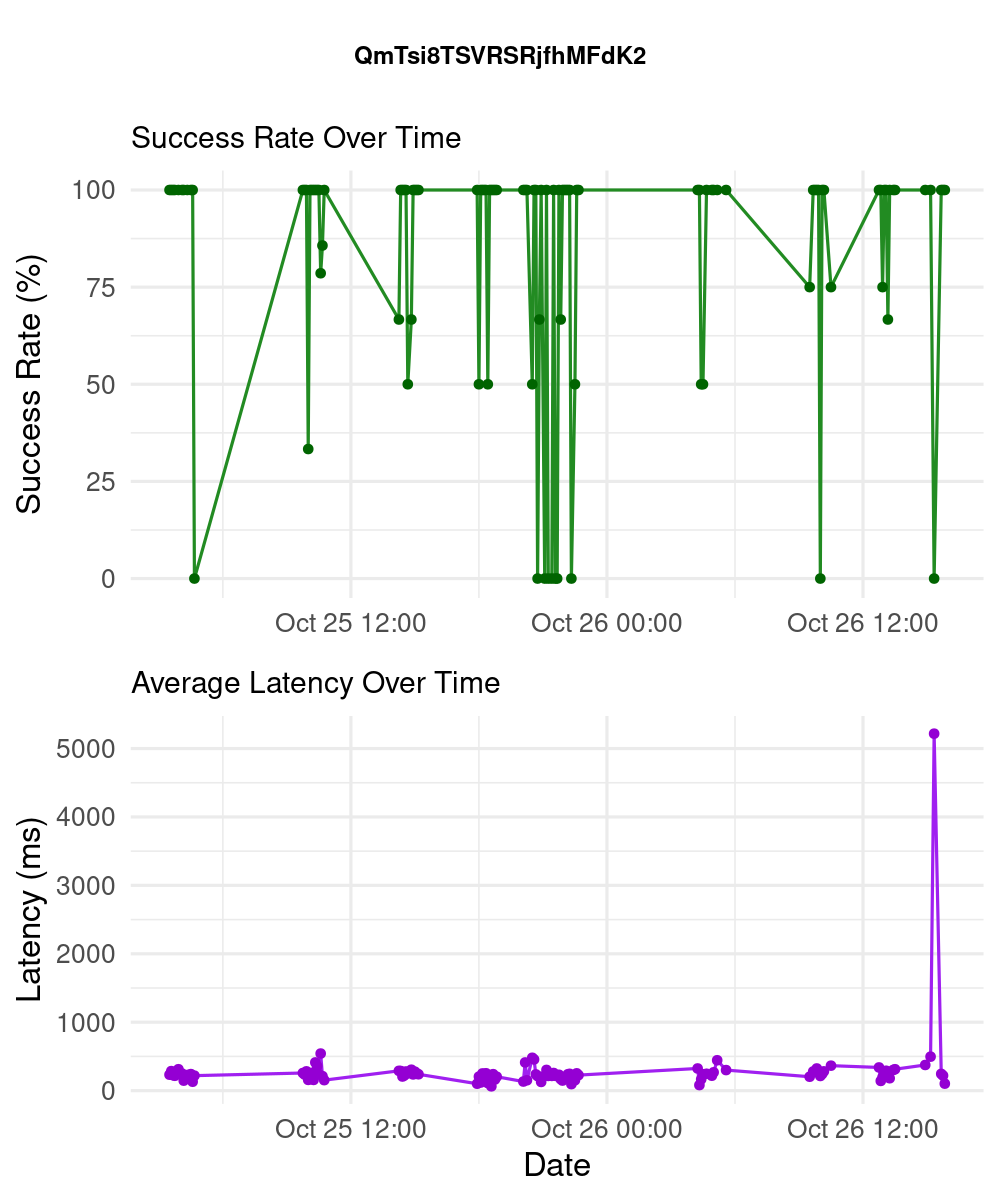 QmTsi8TSVRSRjfhMFdK2
Success Rate Over Time
Success Rate (%)
100
75
50
25
0
Oct 25 12:00 Oct 26 00:00 Oct 26 12:00
Average Latency Over Time
Latency (ms)
5000
4000
3000
2000
1000
0
Oct 25 12:00 Oct 26 00:00 Oct 26 12:00
Date